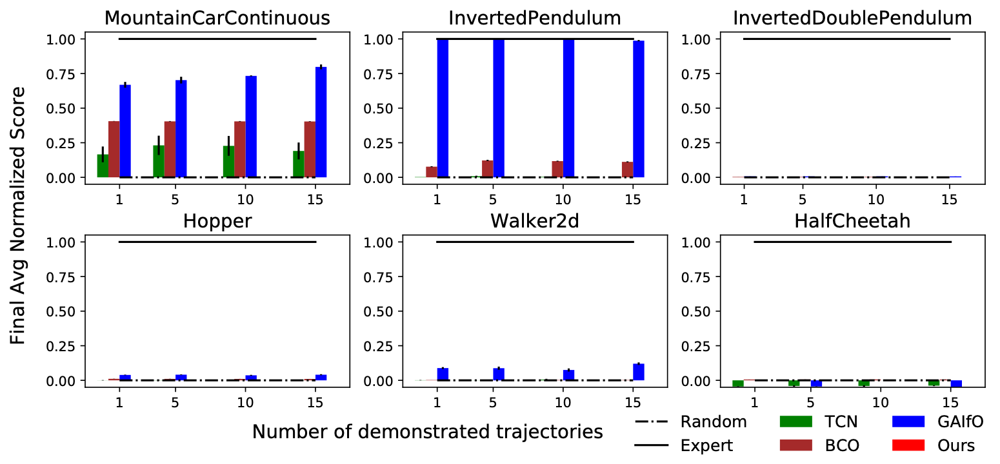 MountainCarContinuous InvertedPendulum InvertedDoublePendulum
1.00 1.00 1.00
0.75 0.75 0.75
0.50 0.50 0.50
0.25 0.25 0.25
0.00 0.00 0.00
1 5 10 15 1 5 10 15 1 5 10 15
Hopper Walker2d HalfCheetah
1.00 1.00 1.00
0.75 0.75 0.75
0.50 0.50 0.50
0.25 0.25 0.25
0.00 0.00 0.00
1 5 10 15 1 5 10 15 1 5 10 15
Final Avg Normalized Score
Number of demonstrated trajectories
Random TCN GAIfO
Expert BCO Ours